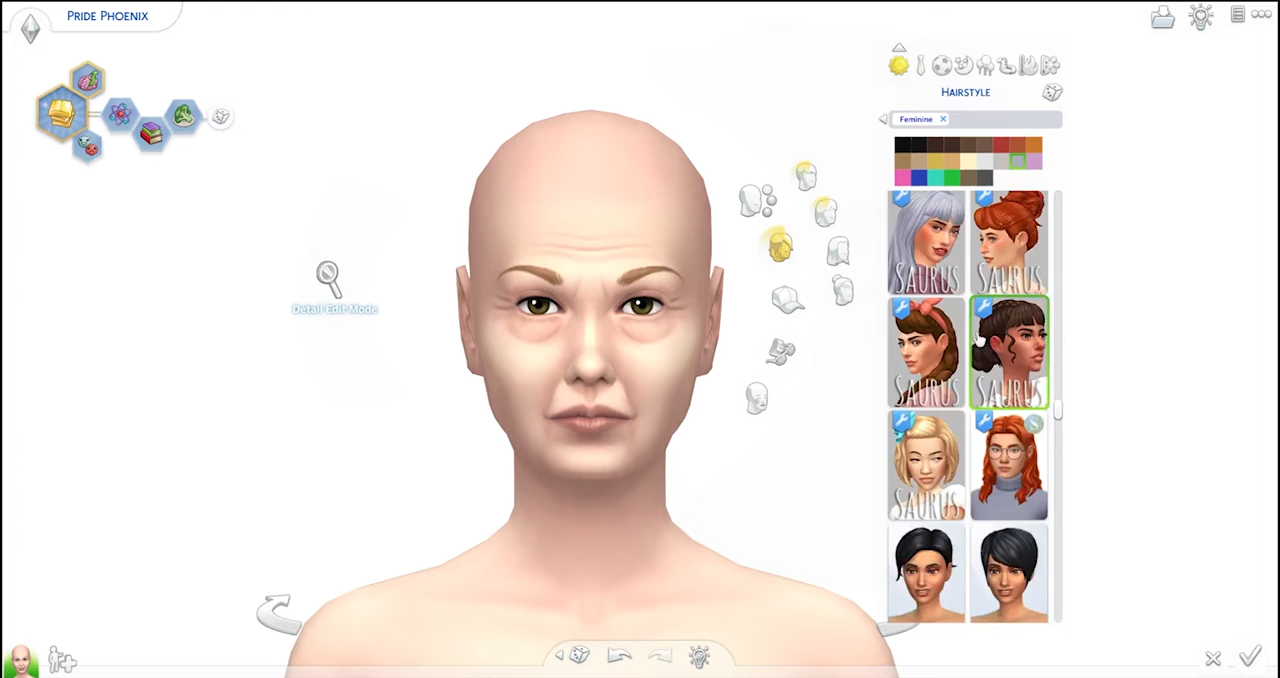 Pride Phoenix
Hairstyle
Feminine
Detail Edit Mode
SAURUS
SAURUS
SAURUS
SAURUS
SAURUS
S